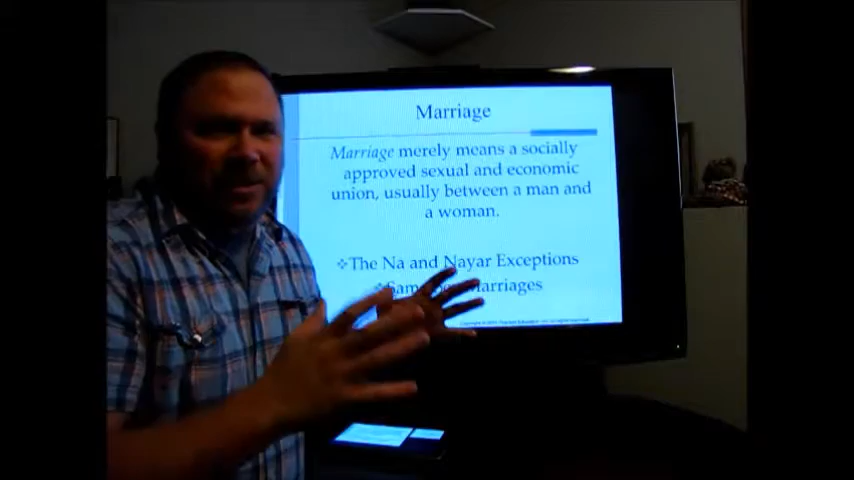 Marriage
Marriage merely means a socially
approved sexual and economic
union, usually between a man and
a woman.
❖The Na and Nayar Exceptions
Marriages